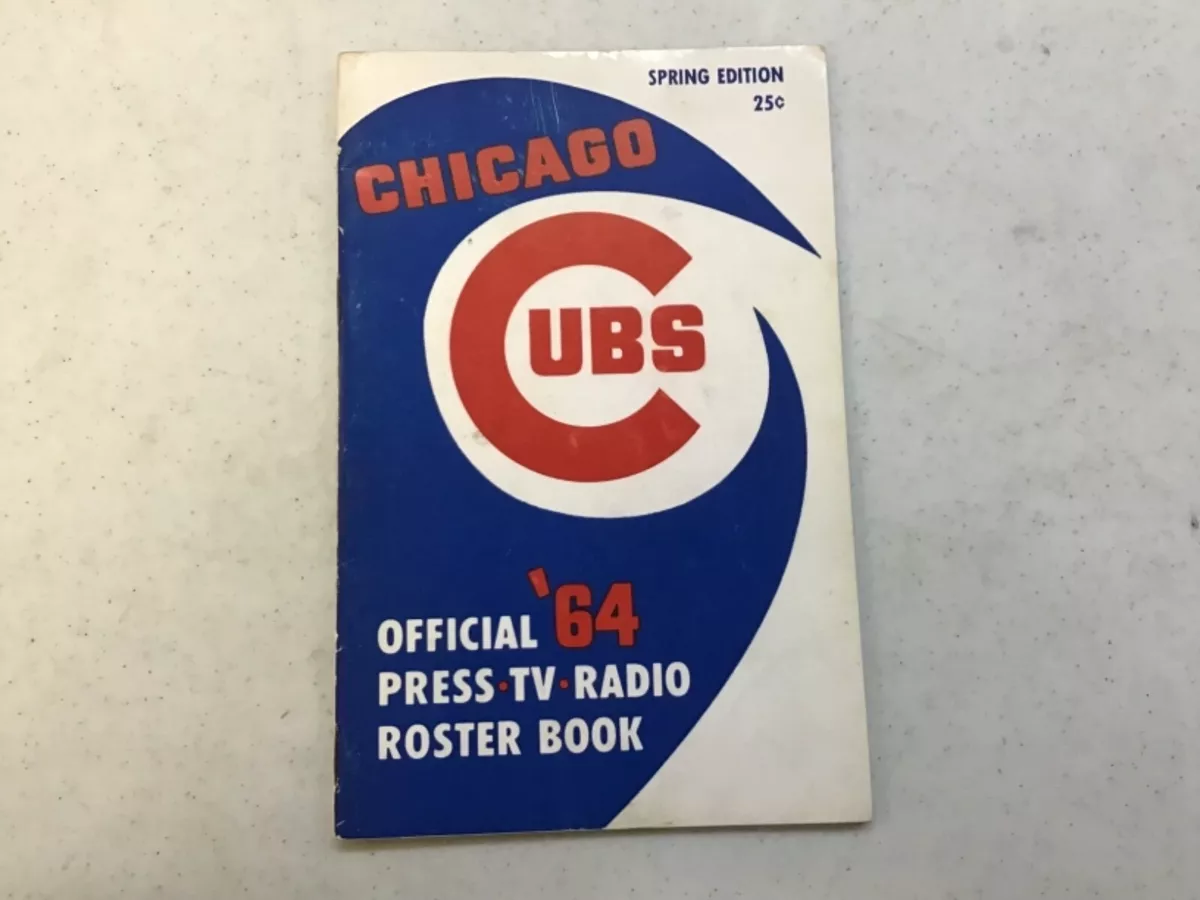 SPRING EDITION
25¢
CHICAGO
CUBS
OFFICIAL '64
PRESS·TV·RADIO
ROSTER BOOK